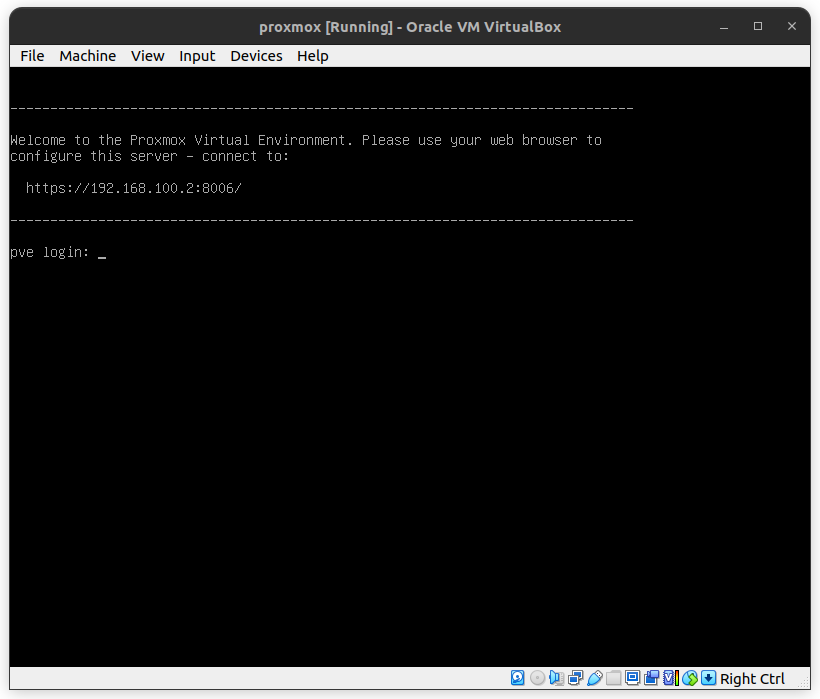 proxmox [Running] - Oracle VM VirtualBox
File Machine View Input Devices Help
------------------------------------------------------------------------------
Welcome to the Proxmox Virtual Environment. Please use your web browser to
configure this server - connect to:
https://192.168.100.2:8006/
------------------------------------------------------------------------------
pve login: _
Right Ctrl